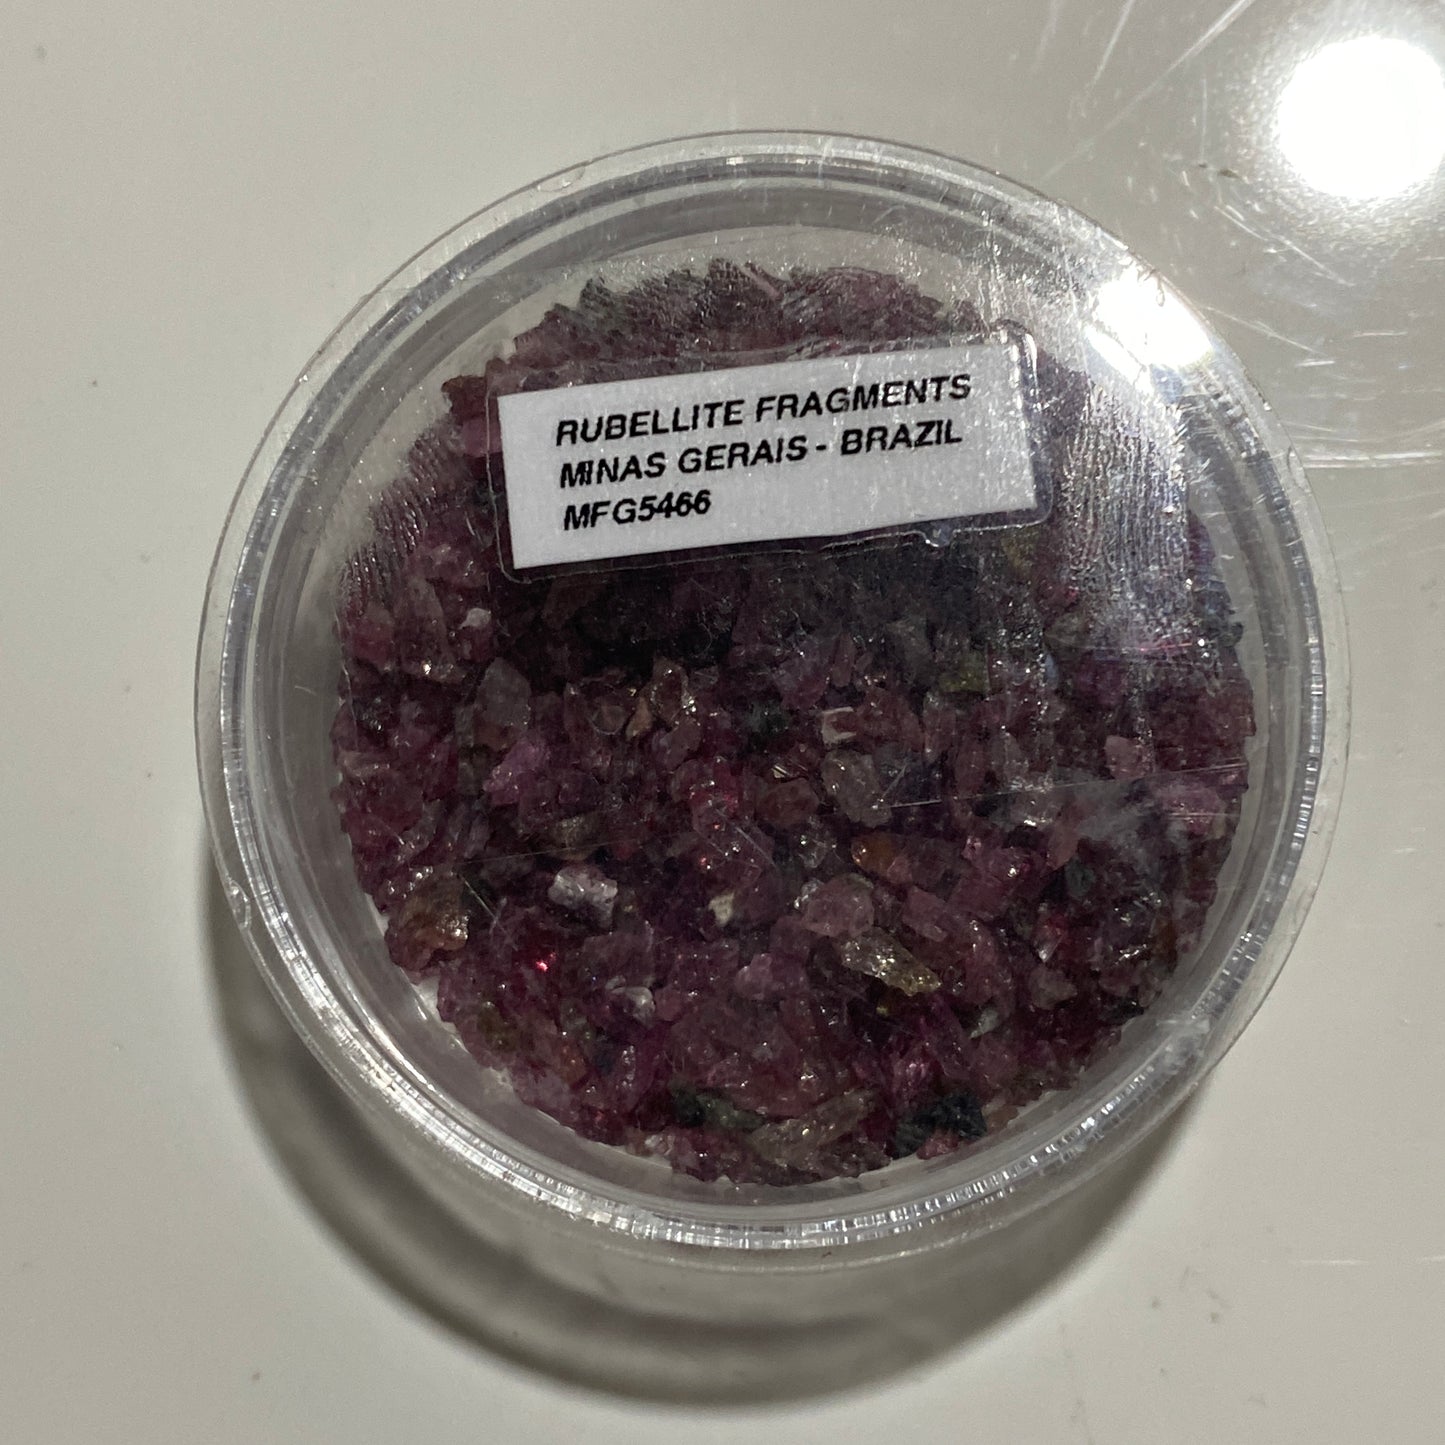 RUBELLITE FRAGMENTS
MINAS GERAIS - BRAZIL
MFG5466